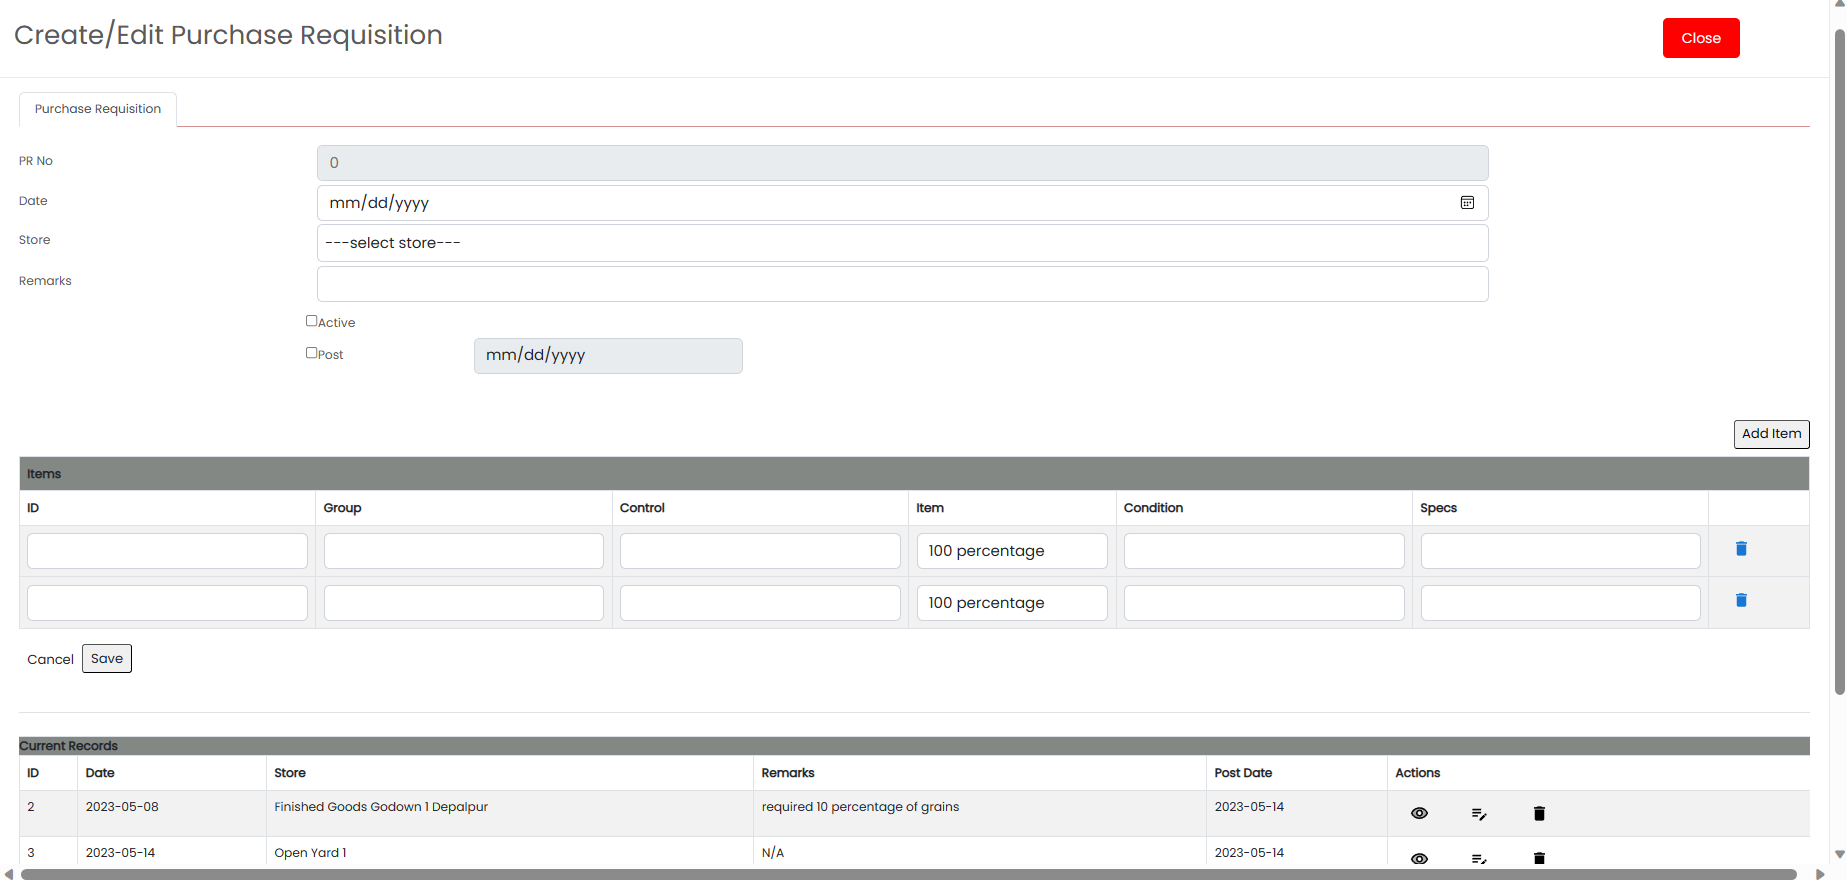 Create/Edit Purchase Requisition
Close
Purchase Requisition
PR No 0
Date mm/dd/yyyy
Store ---select store---
Remarks
Active
Post mm/dd/yyyy
Add Item
Items
ID Group Control Item Condition Specs
100 percentage
100 percentage
Cancel Save
Current Records
ID Date Store Remarks Post Date Actions
2 2023-05-08 Finished Goods Godown 1 Depalpur required 10 percentage of grains 2023-05-14
3 2023-05-14 Open Yard 1 N/A 2023-05-14